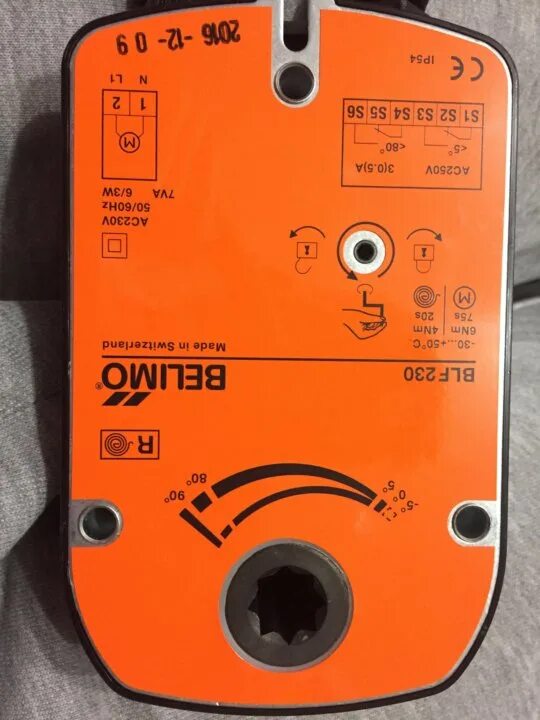 -5° 0° 5°
80° 90°
R
BLF230
BELIMO®
-30...+50°C
Made in Switzerland
6Nm 4Nm
75s 20s
M
AC230V
50/60Hz
7VA 6/3W
AC250V 3(0.5)A
<5° <80°
S1 S2 S3 S4 S5 S6
M
1 2
N L1
CE IP54
2016-12-09